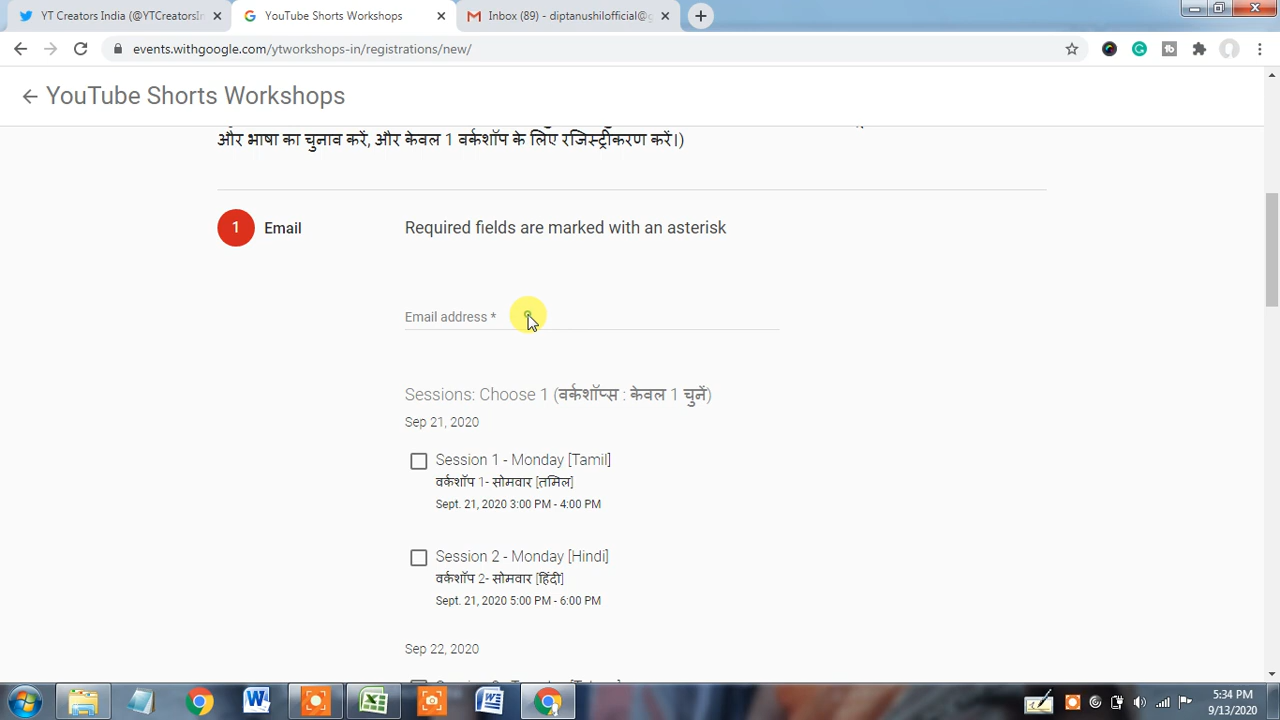 YT Creators India (@YTCreatorsIn
YouTube Shorts Workshops
Inbox (89) - diptanushilofficial@g
events.withgoogle.com/ytworkshops-in/registrations/new/
YouTube Shorts Workshops
और भाषा का चुनाव करें, और केवल 1 वर्कशॉप के लिए रजिस्ट्रीकरण करें।)
1 Email
Required fields are marked with an asterisk
Email address *
Sessions: Choose 1 (वर्कशॉप्स : केवल 1 चुनें)
Sep 21, 2020
Session 1 - Monday [Tamil]
वर्कशॉप 1- सोमवार [तमिल]
Sept. 21, 2020 3:00 PM - 4:00 PM
Session 2 - Monday [Hindi]
वर्कशॉप 2- सोमवार [हिंदी]
Sept. 21, 2020 5:00 PM - 6:00 PM
Sep 22, 2020
5:34 PM
9/13/2020